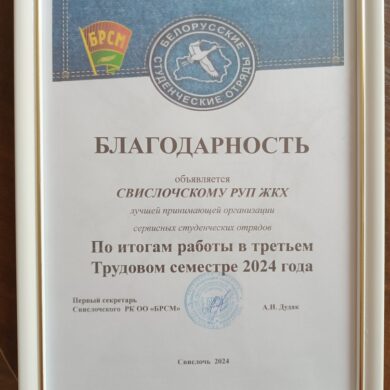 БРСМ
БЕЛОРУССКИЕ
СТУДЕНЧЕСКИЕ ОТРЯДЫ
БЛАГОДАРНОСТЬ
объявляется
СВИСЛОЧСКОМУ РУП ЖКХ
лучшей принимающей организации
сервисных студенческих отрядов
По итогам работы в третьем
Трудовом семестре 2024 года
Первый секретарь
Свислочского РК ОО «БРСМ»
А.И. Дудяк
Свислочь 2024